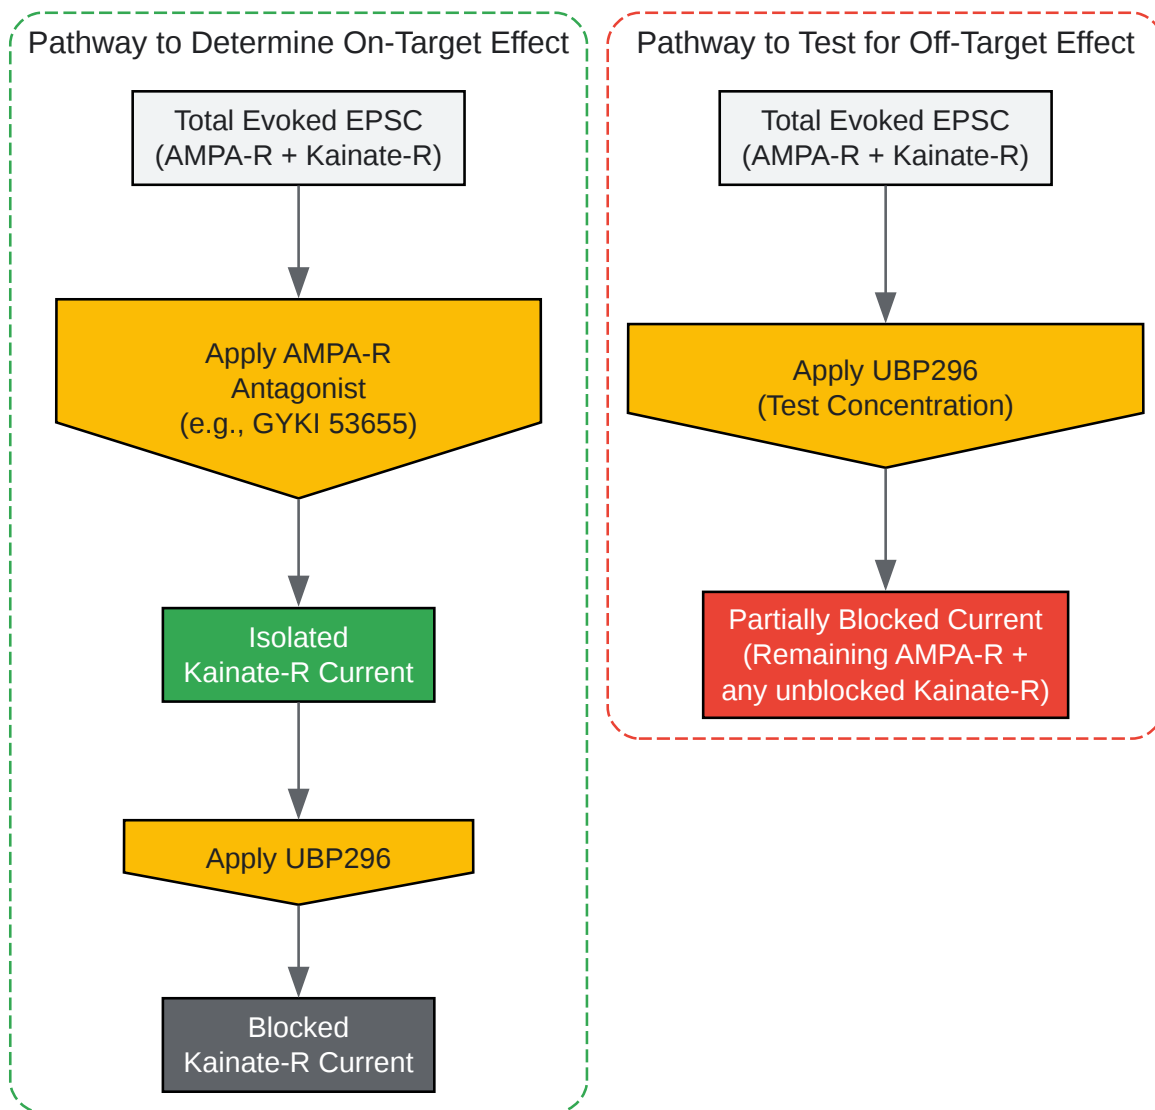 Pathway to Determine On-Target Effect
Total Evoked EPSC
(AMPA-R + Kainate-R)
Apply AMPA-R
Antagonist
(e.g., GYKI 53655)
Isolated
Kainate-R Current
Apply UBP296
Blocked
Kainate-R Current
Pathway to Test for Off-Target Effect
Total Evoked EPSC
(AMPA-R + Kainate-R)
Apply UBP296
(Test Concentration)
Partially Blocked Current
(Remaining AMPA-R +
any unblocked Kainate-R)